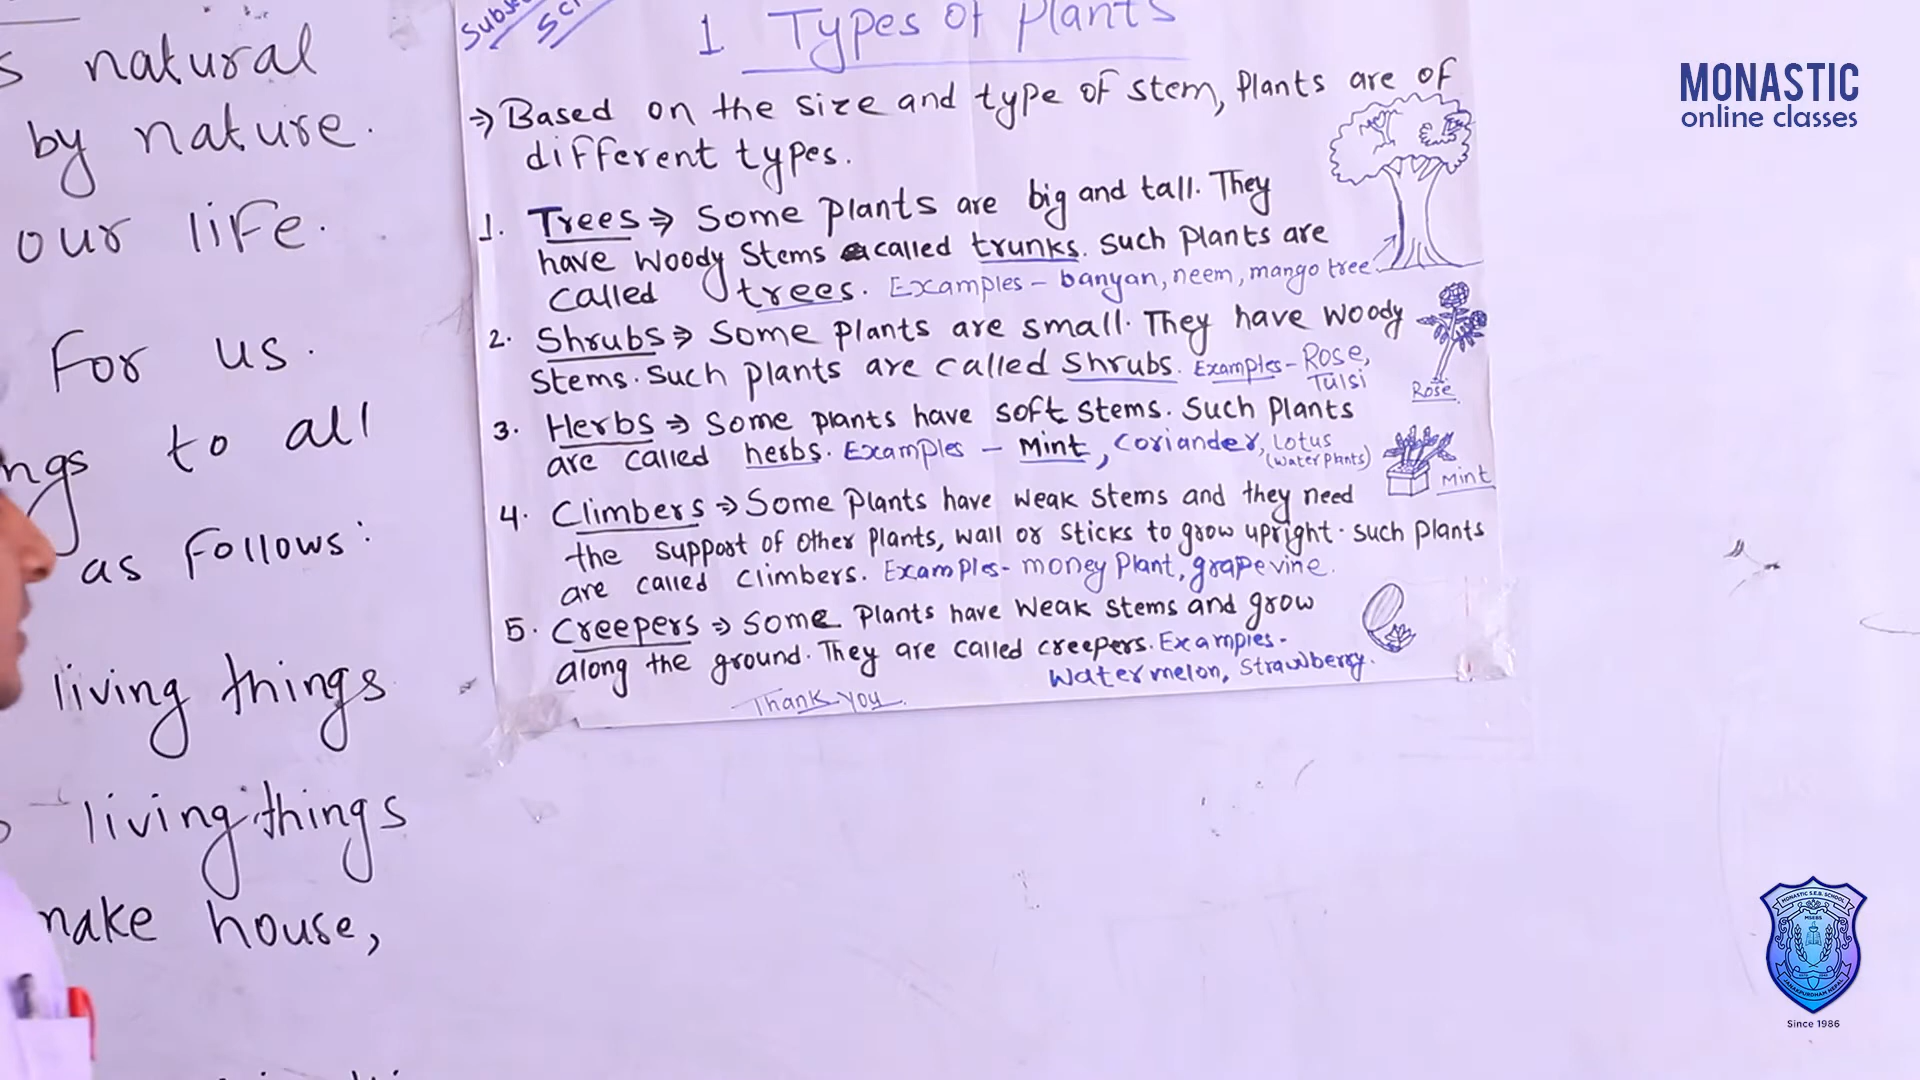 natural
by nature.
our life.
For us.
to all
as follows:
living things
living things
make house,
1 Types of plants
⇒ Based on the size and type of stem, Plants are of
different types.
1. Trees ⇒ Some plants are big and tall. They
have woody stems called trunks. Such plants are
called trees. Examples - banyan, neem, mango tree.
2. Shrubs ⇒ Some plants are small. They have woody
stems. Such plants are called Shrubs. Examples - Rose,
Tulsi
Rose
3. Herbs ⇒ Some plants have soft stems. Such plants
are called herbs. Examples - Mint, Coriander, Lotus
(water plants)
Mint
4. Climbers ⇒ Some plants have weak stems and they need
the support of other plants, wall or sticks to grow upright. Such plants
are called climbers. Examples - money plant, grapevine.
5. Creepers ⇒ Some plants have weak stems and grow
along the ground. They are called creepers. Examples -
Watermelon, Strawberry.
Thank you
MONASTIC
online classes
MONASTIC S.E.B. SCHOOL
JANAKPURDHAM NEPAL
Since 1986